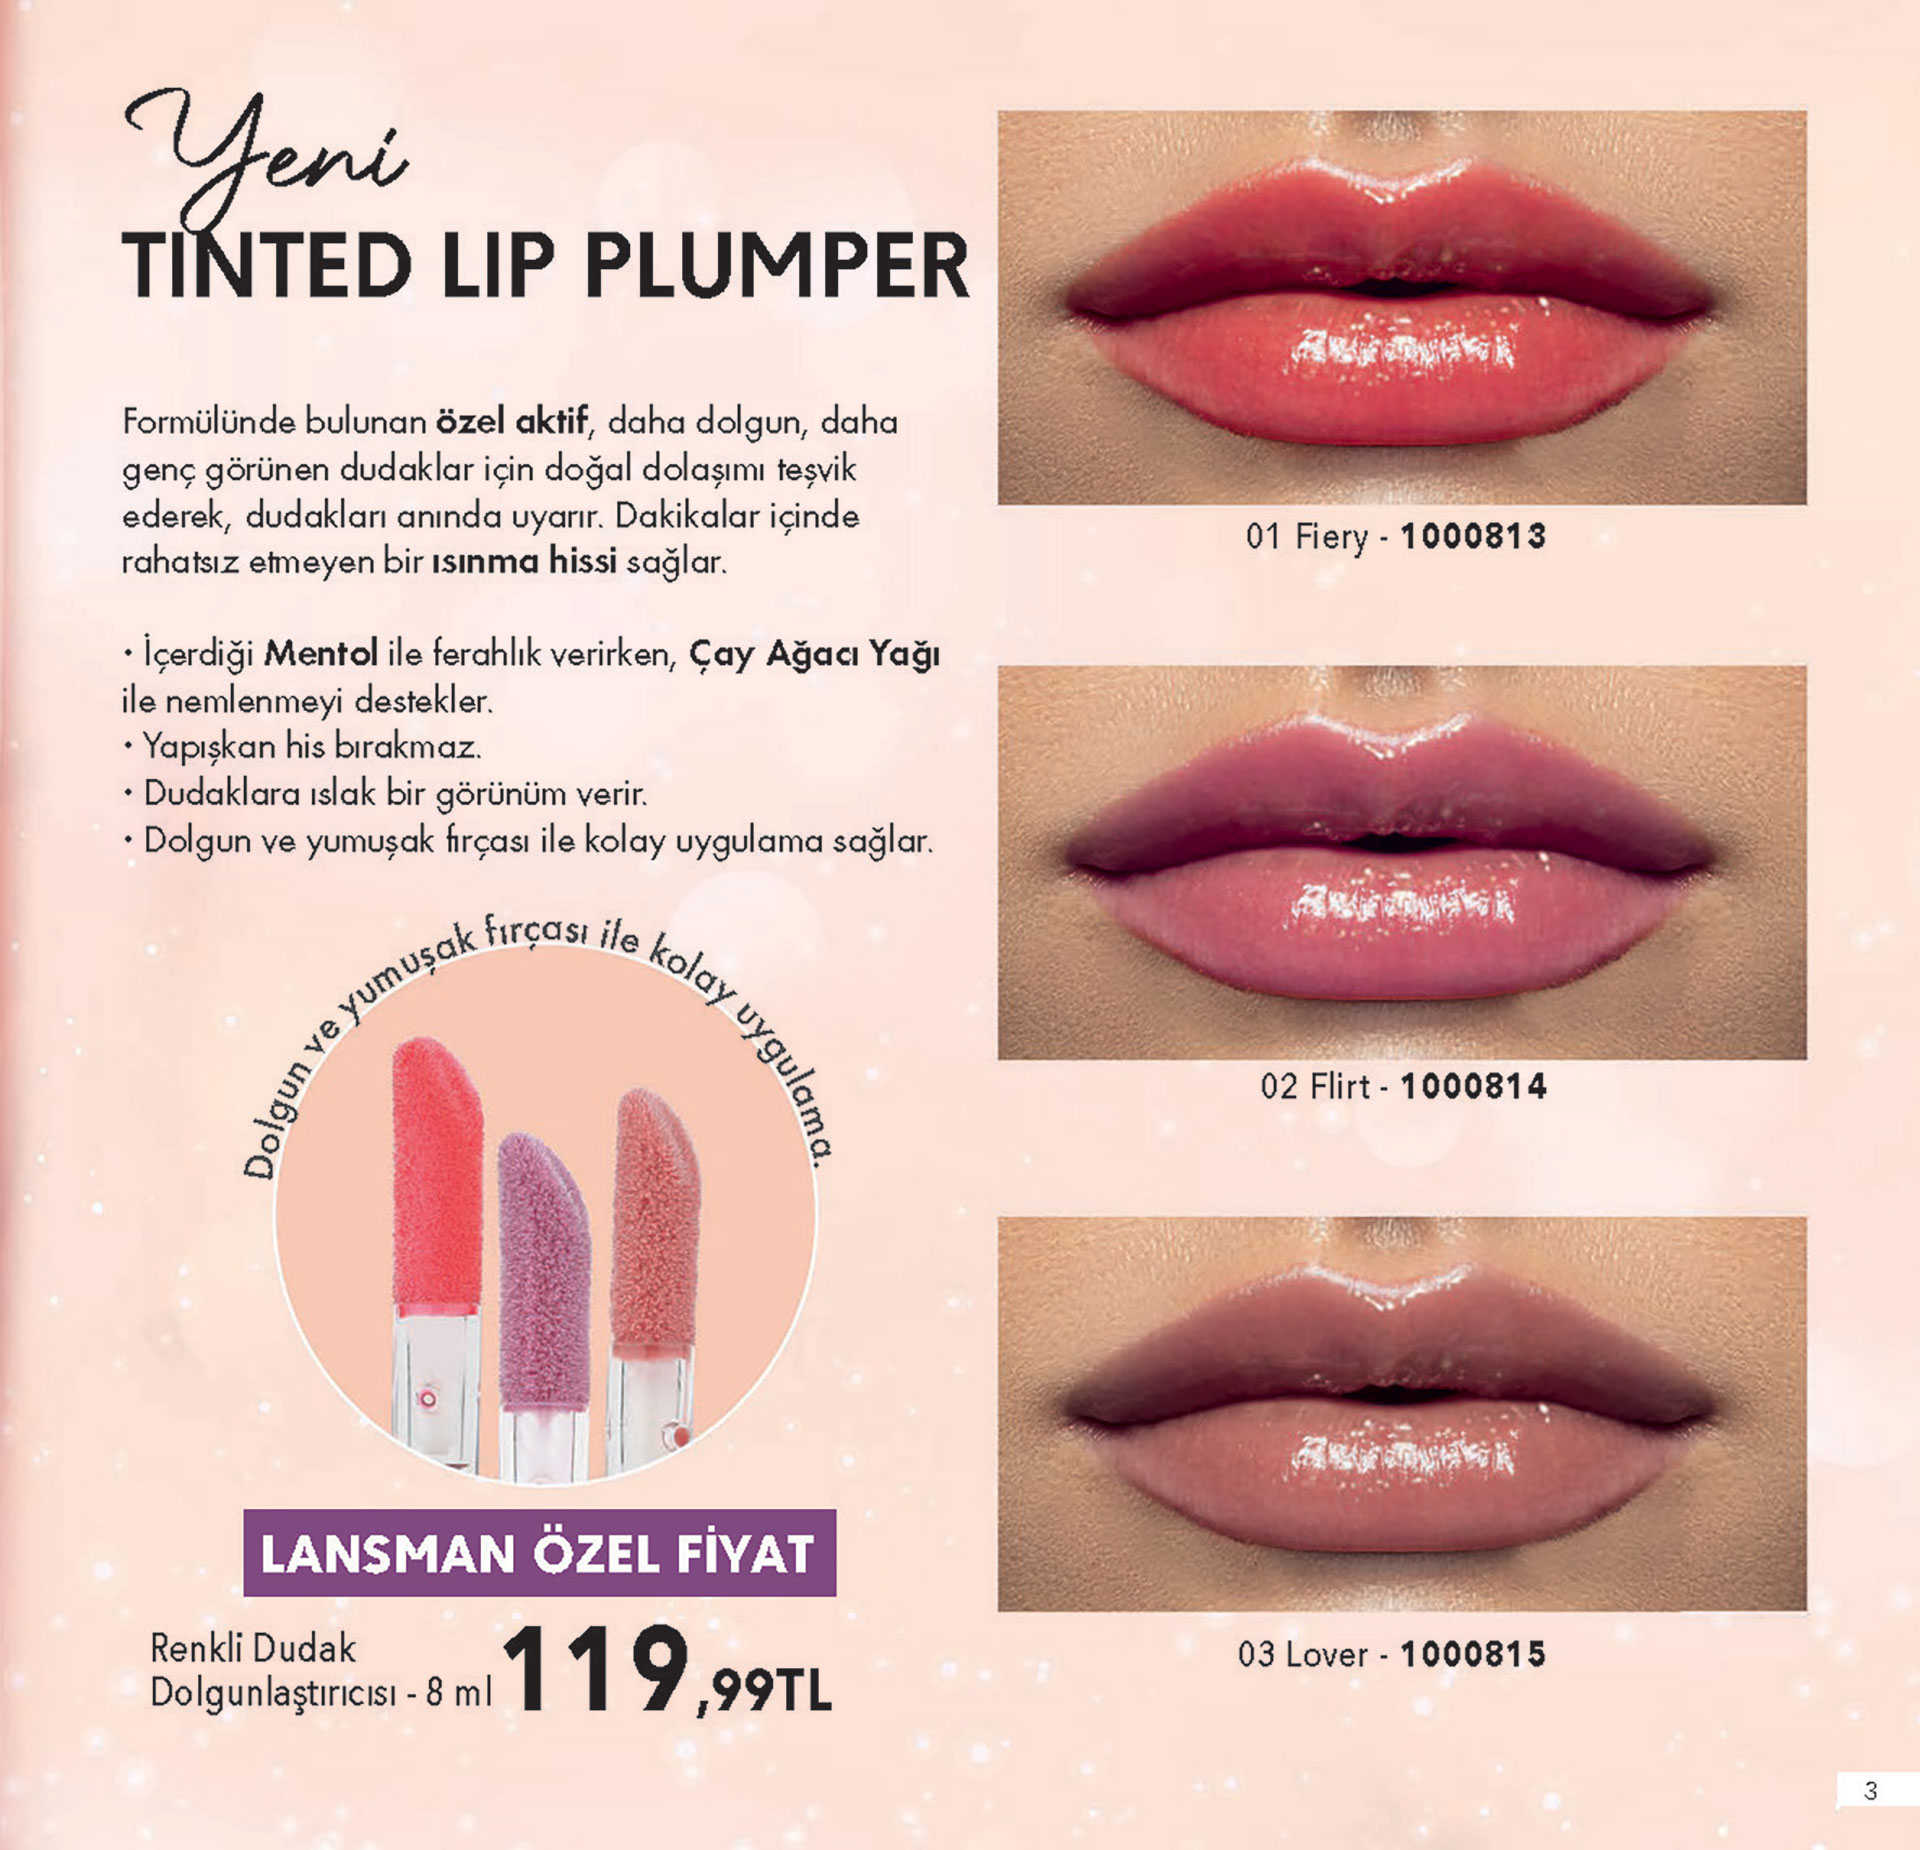 Yeni
TINTED LIP PLUMPER
Formülünde bulunan özel aktif, daha dolgun, daha
genç görünen dudaklar için doğal dolaşımı teşvik
ederek, dudakları anında uyarır. Dakikalar içinde
rahatsız etmeyen bir ısınma hissi sağlar.
• İçerdiği Mentol ile ferahlık verirken, Çay Ağacı Yağı
ile nemlenmeyi destekler.
• Yapışkan his bırakmaz.
• Dudaklara ıslak bir görünüm verir.
• Dolgun ve yumuşak fırçası ile kolay uygulama sağlar.
Dolgun ve yumuşak fırçası ile kolay uygulama.
LANSMAN ÖZEL FİYAT
Renkli Dudak
Dolgunlaştırıcısı - 8 ml 119,99TL
01 Fiery - 1000813
02 Flirt - 1000814
03 Lover - 1000815
3